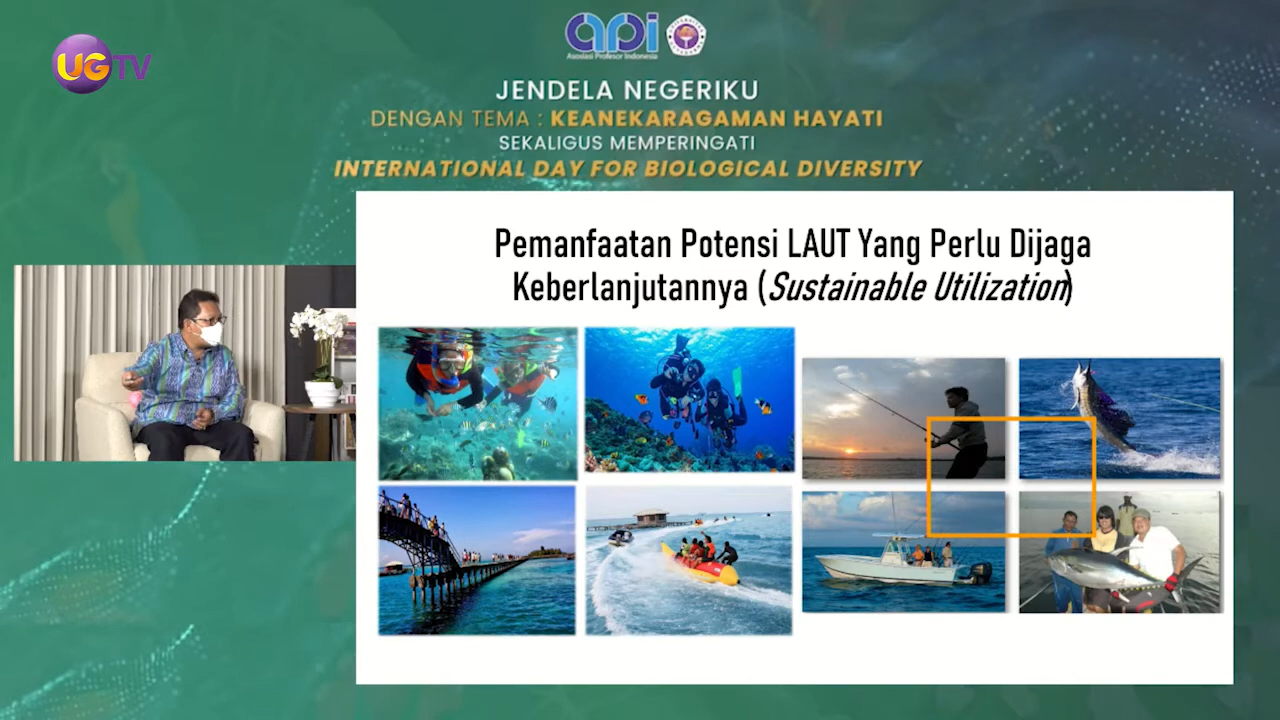 UGTV
api
Asosiasi Profesor Indonesia
JENDELA NEGERIKU
DENGAN TEMA : KEANEKARAGAMAN HAYATI
SEKALIGUS MEMPERINGATI
INTERNATIONAL DAY FOR BIOLOGICAL DIVERSITY
Pemanfaatan Potensi LAUT Yang Perlu Dijaga
Keberlanjutannya (Sustainable Utilization)